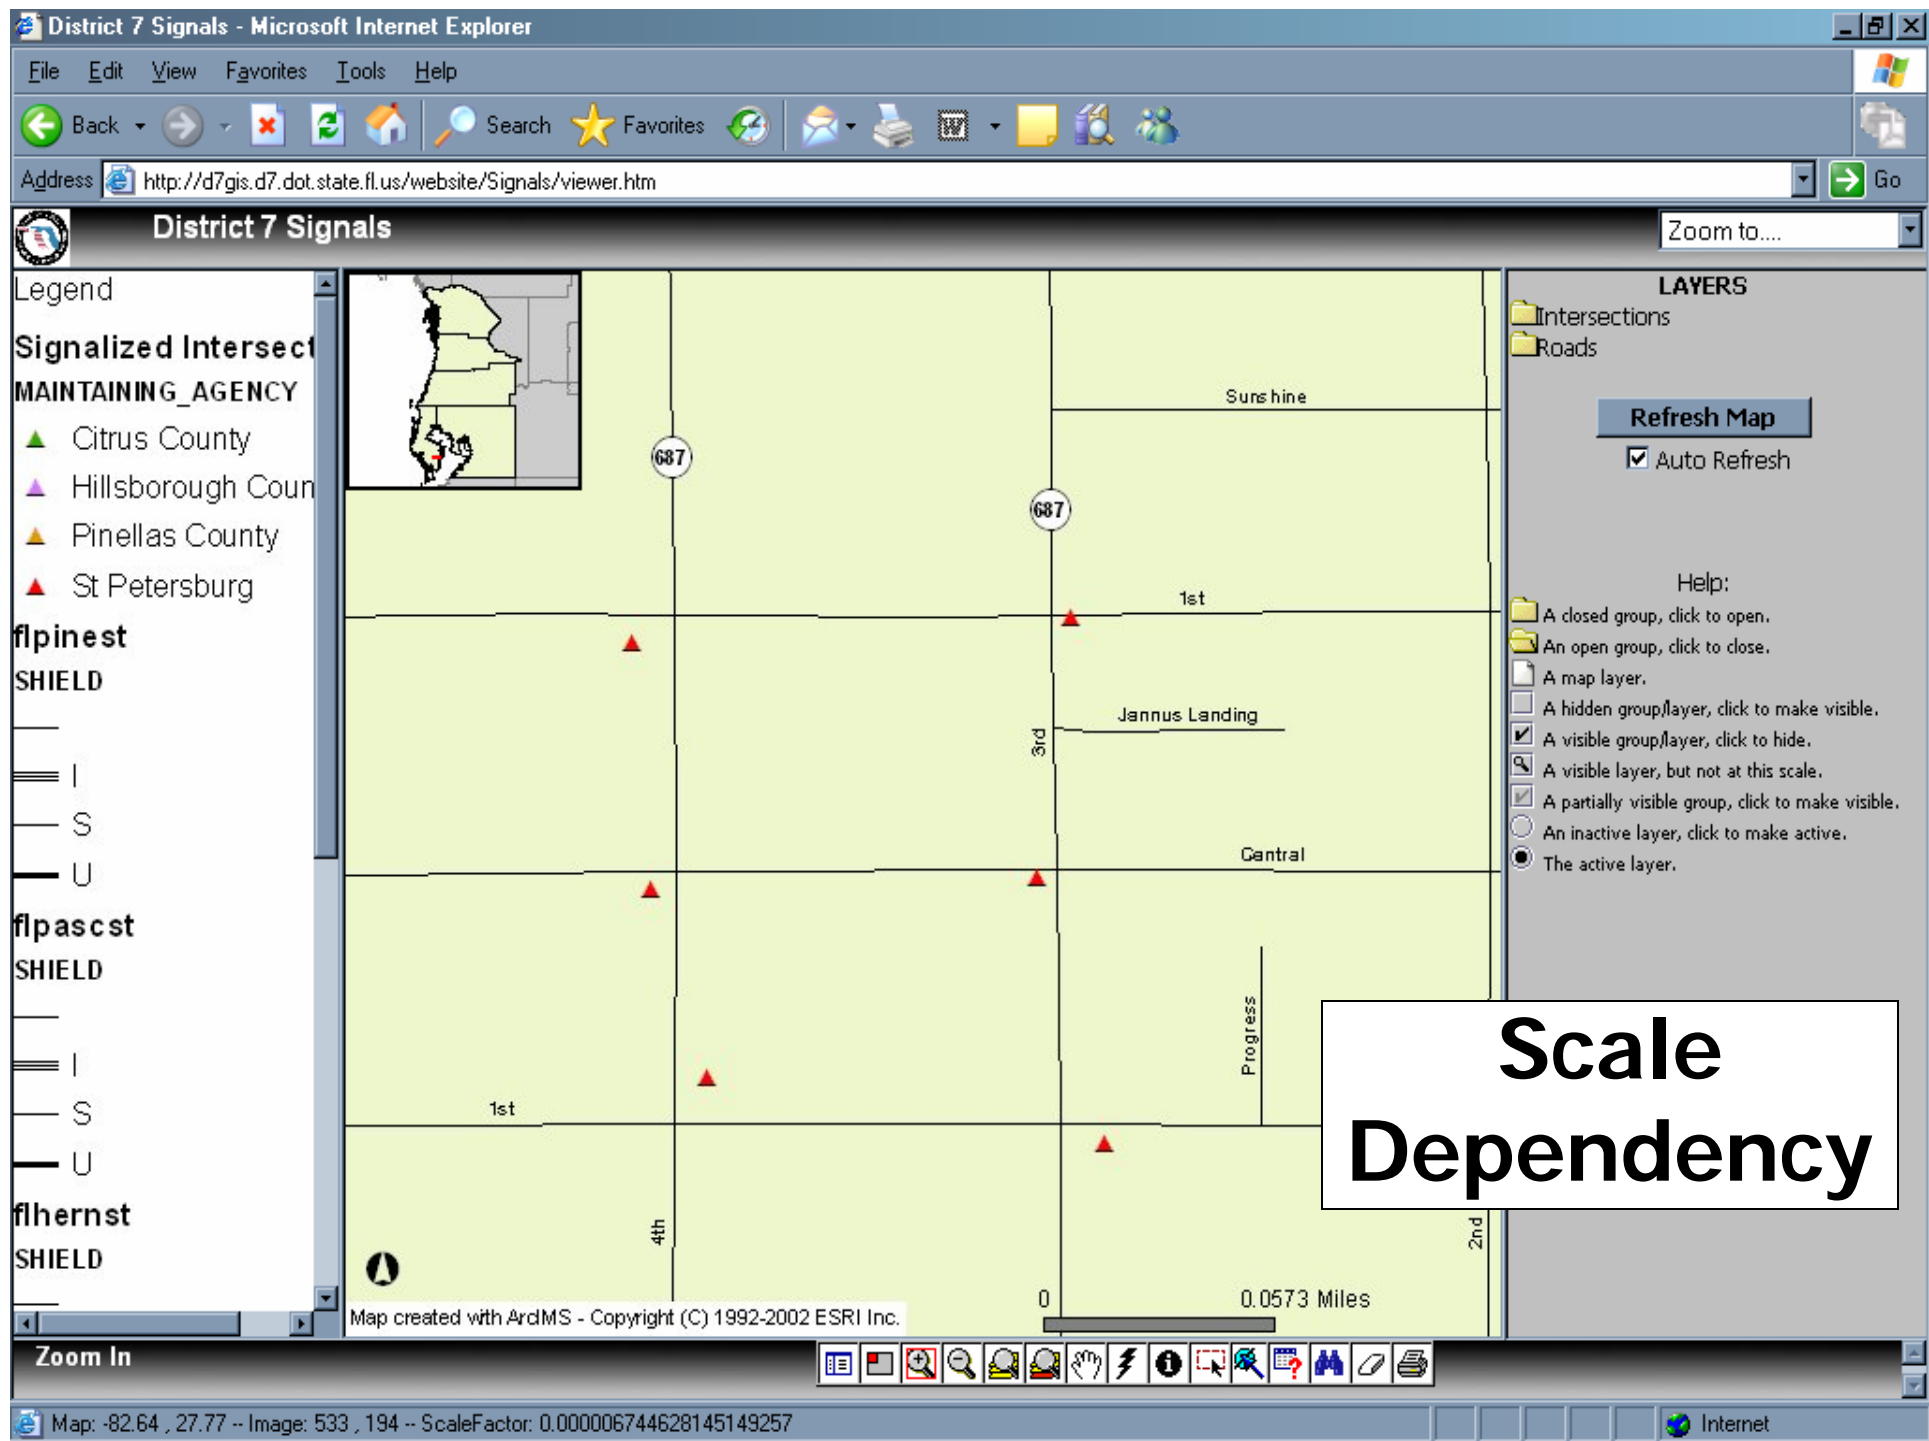 District 7 Signals - Microsoft Internet Explorer
File Edit View Favorites Tools Help
Back Search Favorites
Address http://d7gis.d7.dot.state.fl.us/website/Signals/viewer.htm Go
District 7 Signals
Zoom to....
Legend
Signalized Intersect
MAINTAINING_AGENCY
Citrus County
Hillsborough Coun
Pinellas County
St Petersburg
flpinest
SHIELD
I
S
U
flpascst
SHIELD
I
S
U
flhernst
SHIELD
Sunshine
687
687
1st
Jannus Landing
3rd
Central
Progress
1st
4th
2nd
0 0.0573 Miles
Map created with ArcIMS - Copyright (C) 1992-2002 ESRI Inc.
LAYERS
Intersections
Roads
Refresh Map
Auto Refresh
Help:
A closed group, click to open.
An open group, click to close.
A map layer.
A hidden group/layer, click to make visible.
A visible group/layer, click to hide.
A visible layer, but not at this scale.
A partially visible group, click to make visible.
An inactive layer, click to make active.
The active layer.
Scale
Dependency
Zoom In
Map: -82.64 , 27.77 -- Image: 533 , 194 -- ScaleFactor: 0.000006744628145149257
Internet